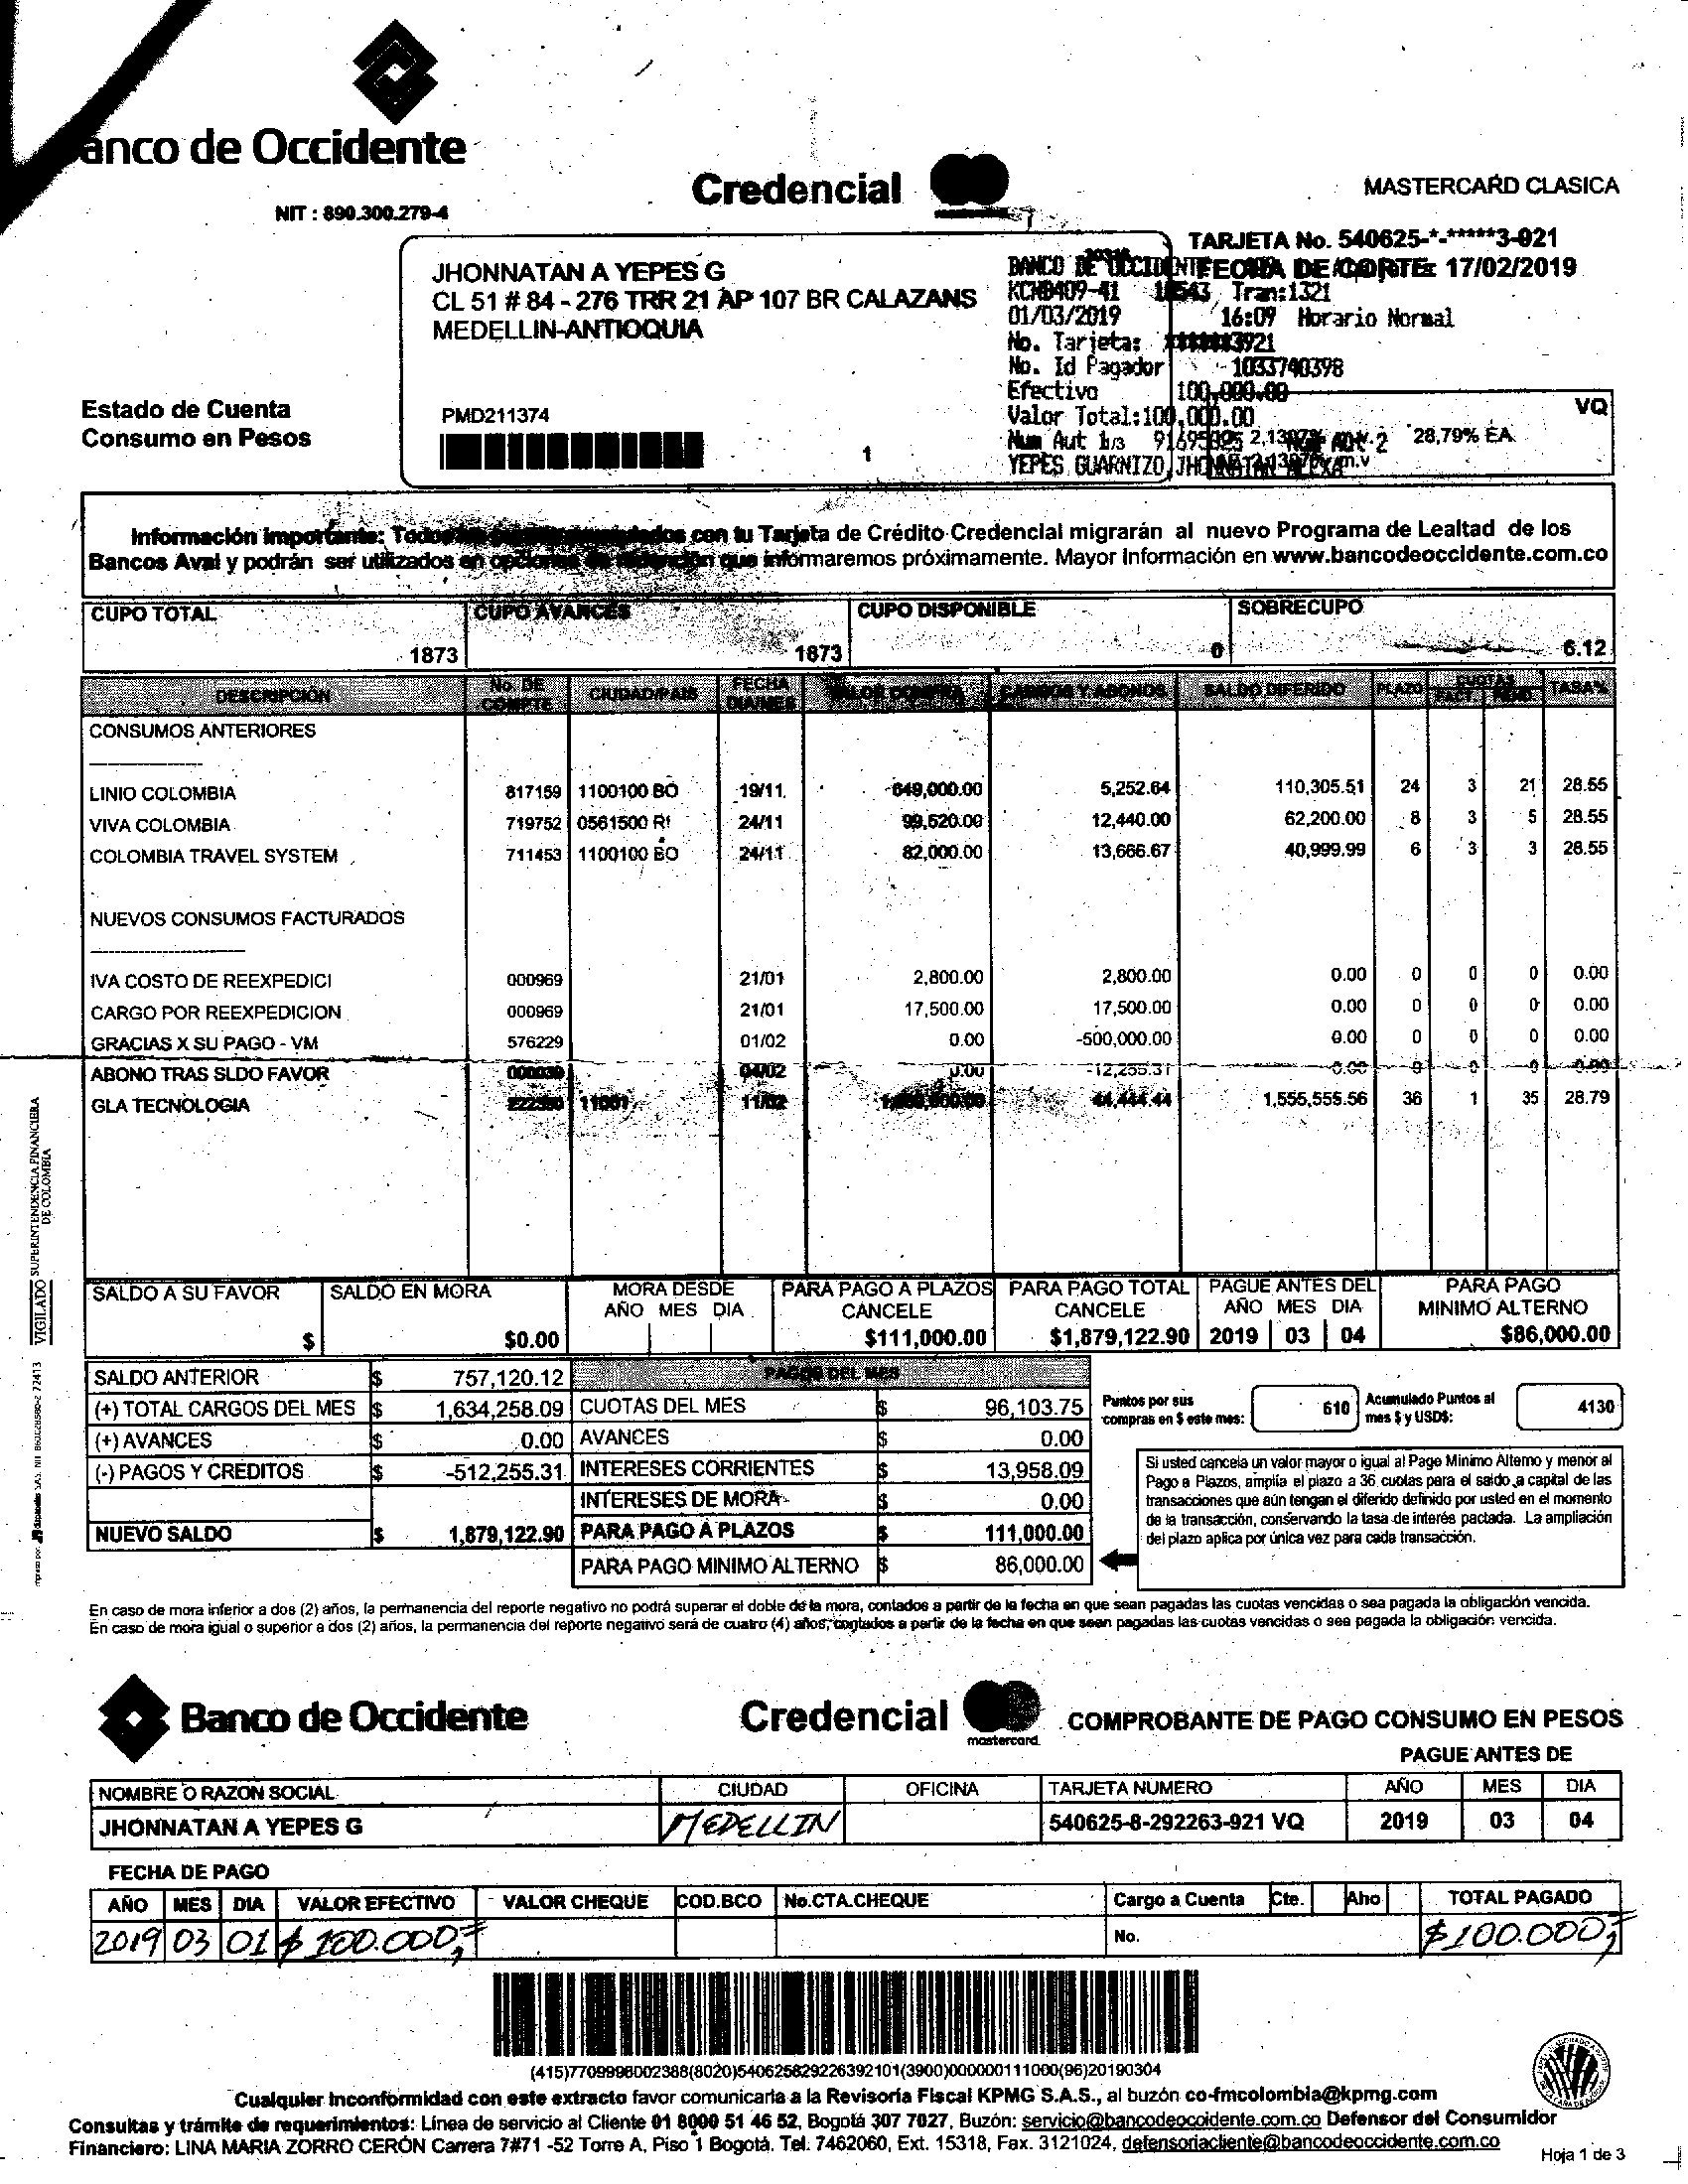 anco de Occidente
NIT : 890.300.279-4
Credencial
MASTERCARD CLASICA
TARJETA No. 540625-*-*****3-921
FECHA DE CORTE: 17/02/2019
JHONNATAN A YEPES G
CL 51 # 84 - 276 TRR 21 AP 107 BR CALAZANS
MEDELLIN-ANTIOQUIA
BANCO DE OCCIDENTE
KCNB409-41 Tran:1321
01/03/2019 16:09 Horario Normal
No. Tarjeta: 3921
No. Id Pagador 1033740398
Efectivo 100,000.00
Valor Total:100,000.00
Num Aut
28,79% EA
YEPES GUARNIZO
VQ
Estado de Cuenta
Consumo en Pesos
PMD211374
1
Información importante: con tu Tarjeta de Crédito Credencial migrarán al nuevo Programa de Lealtad de los
Bancos Aval y podrán ser utilizados en que informaremos próximamente. Mayor Información en www.bancodeoccidente.com.co
CUPO TOTAL CUPO AVANCES CUPO DISPONIBLE SOBRECUPO
1873 1873 0 6.12
DESCRIPCIÓN No. DE COMPTE CIUDAD/PAIS FECHA DIA/MES VALOR COMPRA CARGOS Y ABONOS SALDO DIFERIDO PLAZO CUOTAS FACT. PEND. TASA%
CONSUMOS ANTERIORES
LINIO COLOMBIA 817159 1100100 BO 19/11 649,000.00 5,252.64 110,305.51 24 3 21 28.55
VIVA COLOMBIA 719752 0561500 RI 24/11 99,520.00 12,440.00 62,200.00 8 3 5 28.55
COLOMBIA TRAVEL SYSTEM 711453 1100100 BO 24/11 82,000.00 13,666.67 40,999.99 6 3 3 28.55
NUEVOS CONSUMOS FACTURADOS
IVA COSTO DE REEXPEDICI 000969 21/01 2,800.00 2,800.00 0.00 0 0 0 0.00
CARGO POR REEXPEDICION 000969 21/01 17,500.00 17,500.00 0.00 0 0 0 0.00
GRACIAS X SU PAGO - VM 576229 01/02 0.00 -500,000.00 0.00 0 0 0 0.00
ABONO TRAS SLDO FAVOR 04/02 0.00 -12,255.31 0.00 0 0 0 0.00
GLA TECNOLOGIA 11/02 44,444.44 1,555,555.56 36 1 35 28.79
VIGILADO SUPERINTENDENCIA FINANCIERA
DE COLOMBIA
SALDO A SU FAVOR SALDO EN MORA MORA DESDE PARA PAGO A PLAZOS PARA PAGO TOTAL PAGUE ANTES DEL PARA PAGO
AÑO MES DIA CANCELE CANCELE AÑO MES DIA MINIMO ALTERNO
$ $0.00 $111,000.00 $1,879,122.90 2019 03 04 $86,000.00
SALDO ANTERIOR $ 757,120.12 PAGOS DEL MES
(+) TOTAL CARGOS DEL MES $ 1,634,258.09 CUOTAS DEL MES $ 96,103.75
(+) AVANCES $ 0.00 AVANCES $ 0.00
(-) PAGOS Y CREDITOS $ -512,255.31 INTERESES CORRIENTES $ 13,958.09
INTERESES DE MORA $ 0.00
NUEVO SALDO $ 1,879,122.90 PARA PAGO A PLAZOS $ 111,000.00
PARA PAGO MINIMO ALTERNO $ 86,000.00
Puntos por sus compras en $ este mes: 610 Acumulado Puntos al mes $ y USD$: 4130
Si usted cancela un valor mayor o igual al Pago Minimo Alterno y menor al
Pago a Plazos, amplía el plazo a 36 cuotas para el saldo a capital de las
transacciones que aún tengan el diferido definido por usted en el momento
de la transacción, conservando la tasa de interés pactada. La ampliación
del plazo aplica por única vez para cada transacción.
En caso de mora inferior a dos (2) años, la permanencia del reporte negativo no podrá superar el doble de la mora, contados a partir de la fecha en que sean pagadas las cuotas vencidas o sea pagada la obligación vencida.
En caso de mora igual o superior a dos (2) años, la permanencia del reporte negativo será de cuatro (4) años, contados a partir de la fecha en que sean pagadas las cuotas vencidas o sea pagada la obligación vencida.
Banco de Occidente
Credencial
mastercard
COMPROBANTE DE PAGO CONSUMO EN PESOS
PAGUE ANTES DE
NOMBRE O RAZON SOCIAL CIUDAD OFICINA TARJETA NUMERO AÑO MES DIA
JHONNATAN A YEPES G MEDELLIN 540625-8-292263-921 VQ 2019 03 04
FECHA DE PAGO
AÑO MES DIA VALOR EFECTIVO VALOR CHEQUE COD.BCO No.CTA.CHEQUE Cargo a Cuenta Cte. Aho TOTAL PAGADO
2019 03 01 $ 100.000,= No. $100.000,=
(415)7709998002388(8020)540625829226392101(3900)000000111000(96)20190304
Cualquier inconformidad con este extracto favor comunicarla a la Revisoría Fiscal KPMG S.A.S., al buzón co-fmcolombia@kpmg.com
Consultas y trámite de requerimientos: Línea de servicio al Cliente 01 8000 51 46 52, Bogotá 307 7027, Buzón: servicio@bancodeoccidente.com.co Defensor del Consumidor
Financiero: LINA MARIA ZORRO CERÓN Carrera 7#71 -52 Torre A, Piso 1 Bogotá, Tel. 7462060, Ext. 15318, Fax. 3121024, defensoriacliente@bancodeoccidente.com.co
Hoja 1 de 3